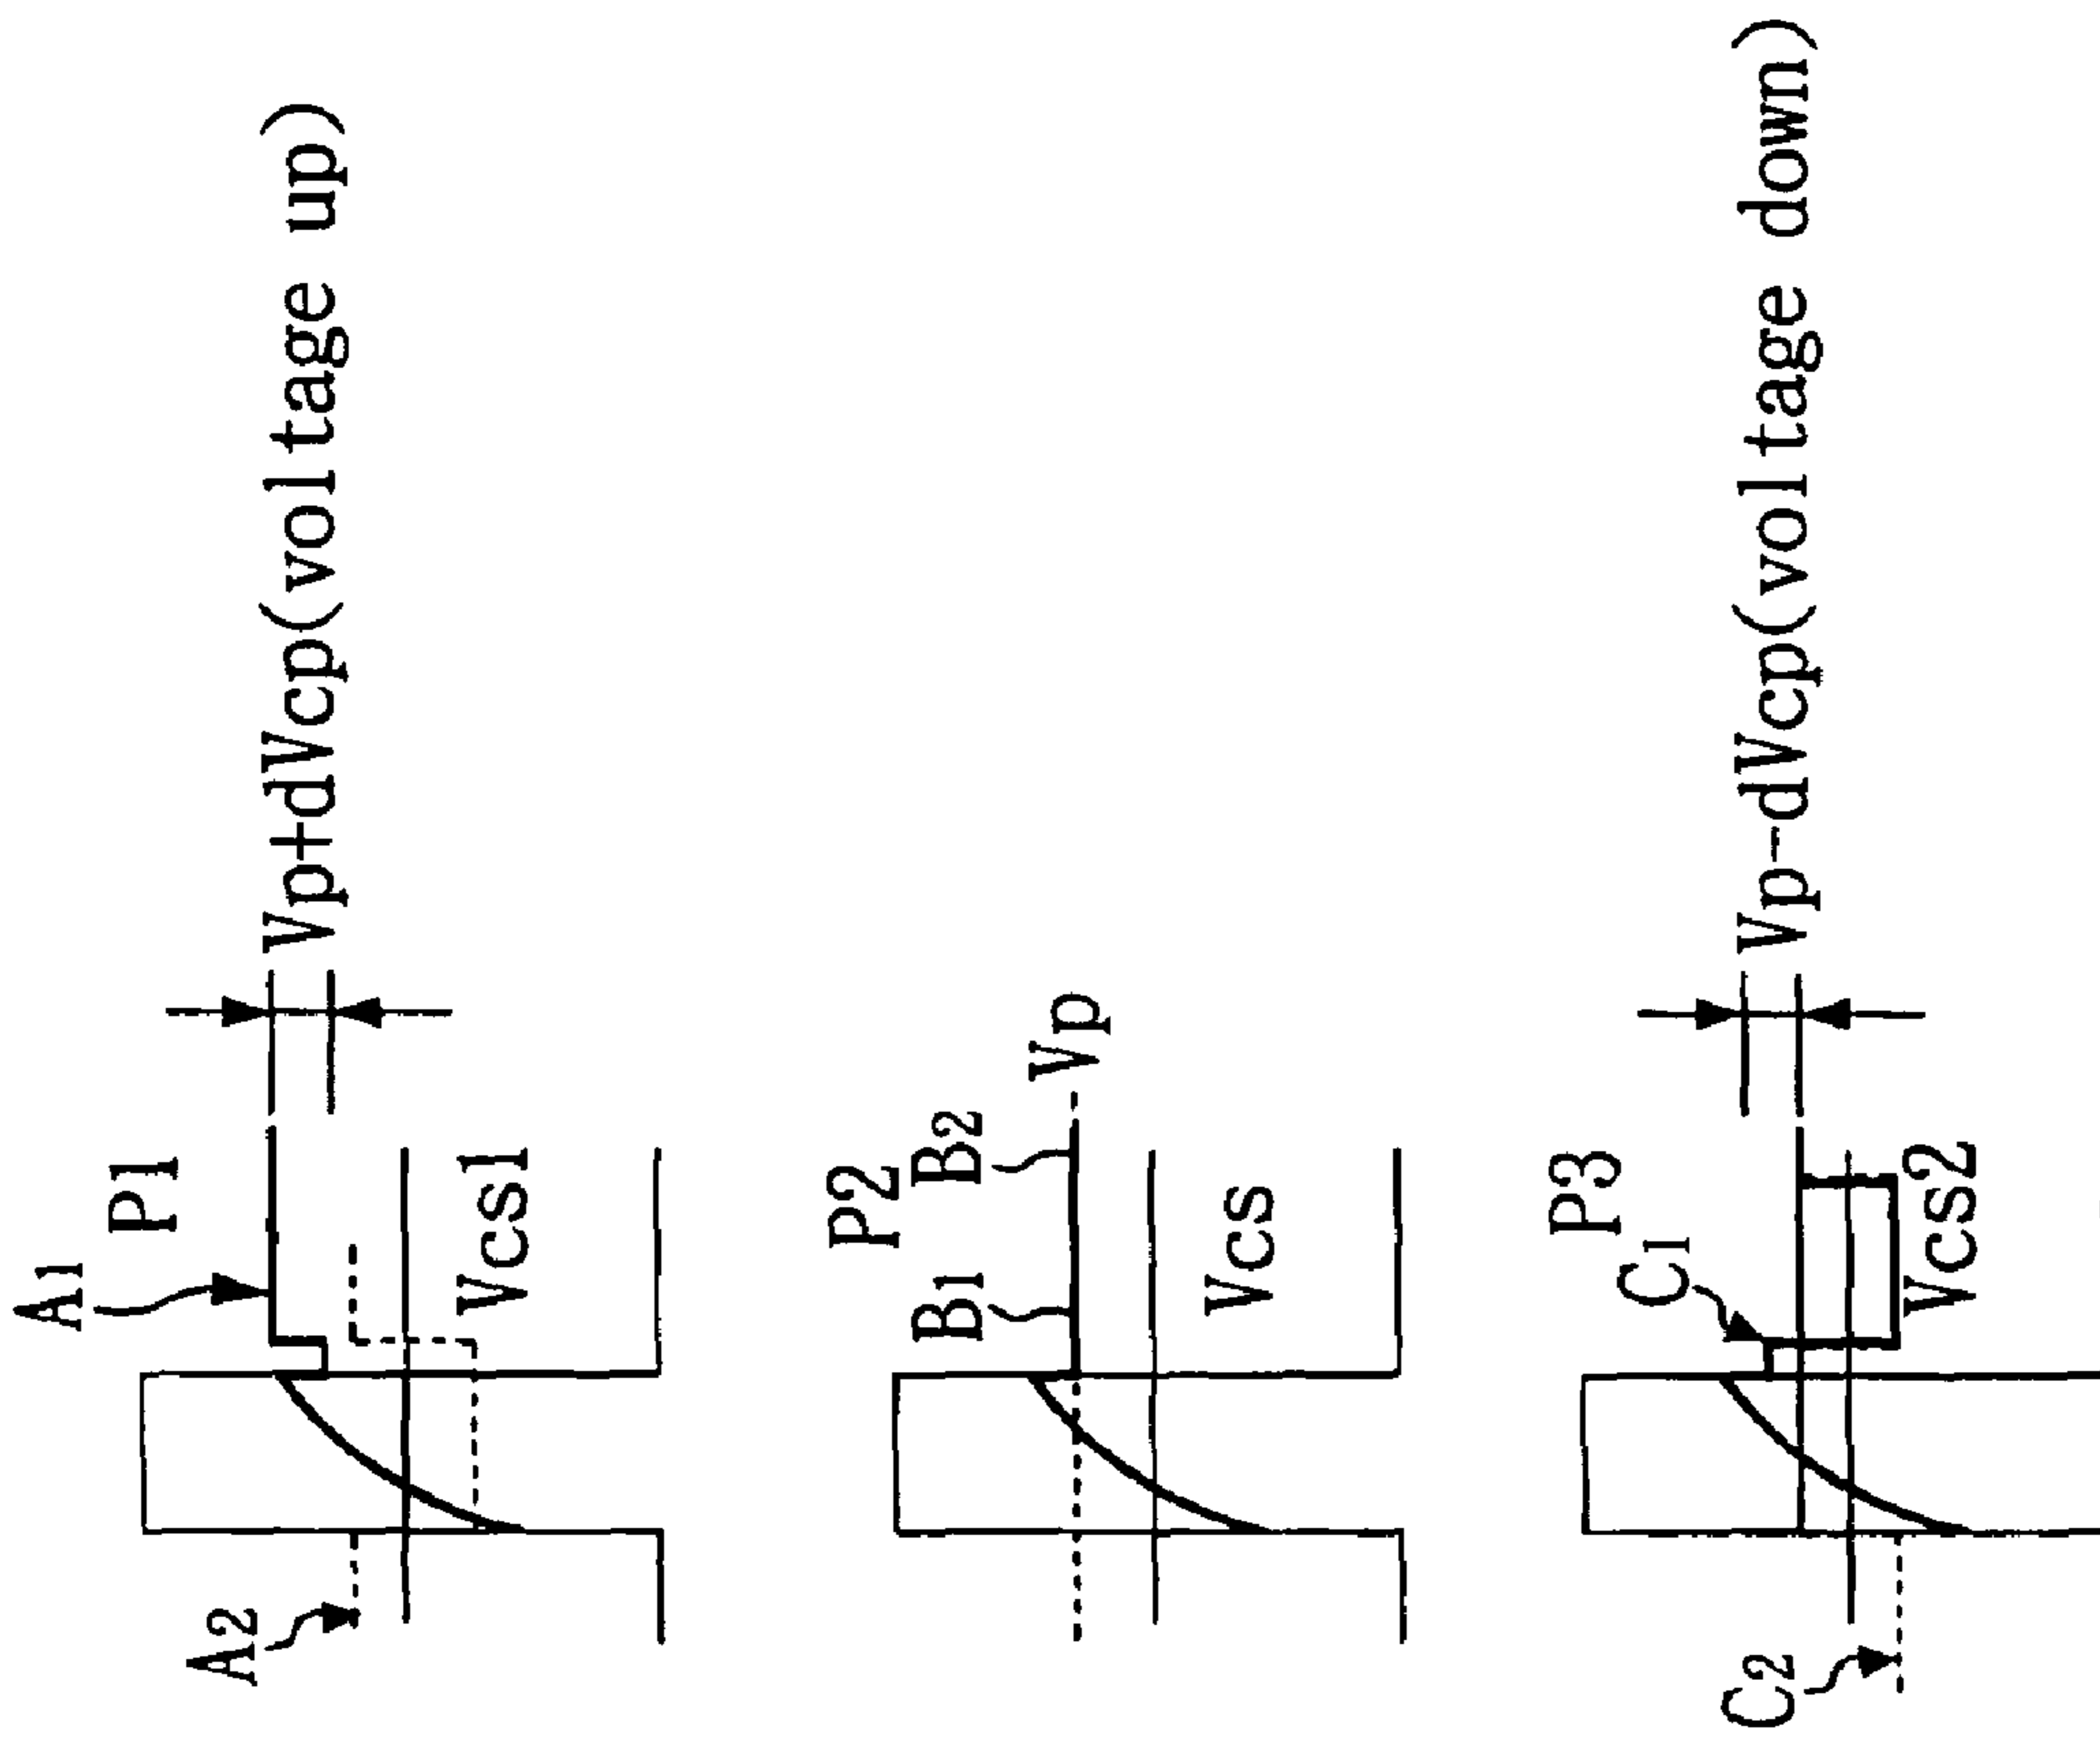 A1
P1
A2
Vcs1
Vp+dVcp(voltage up)
P2
B1
B2
Vp
Vcs
P3
C1
C2
Vcs2
Vp-dVcp(voltage down)